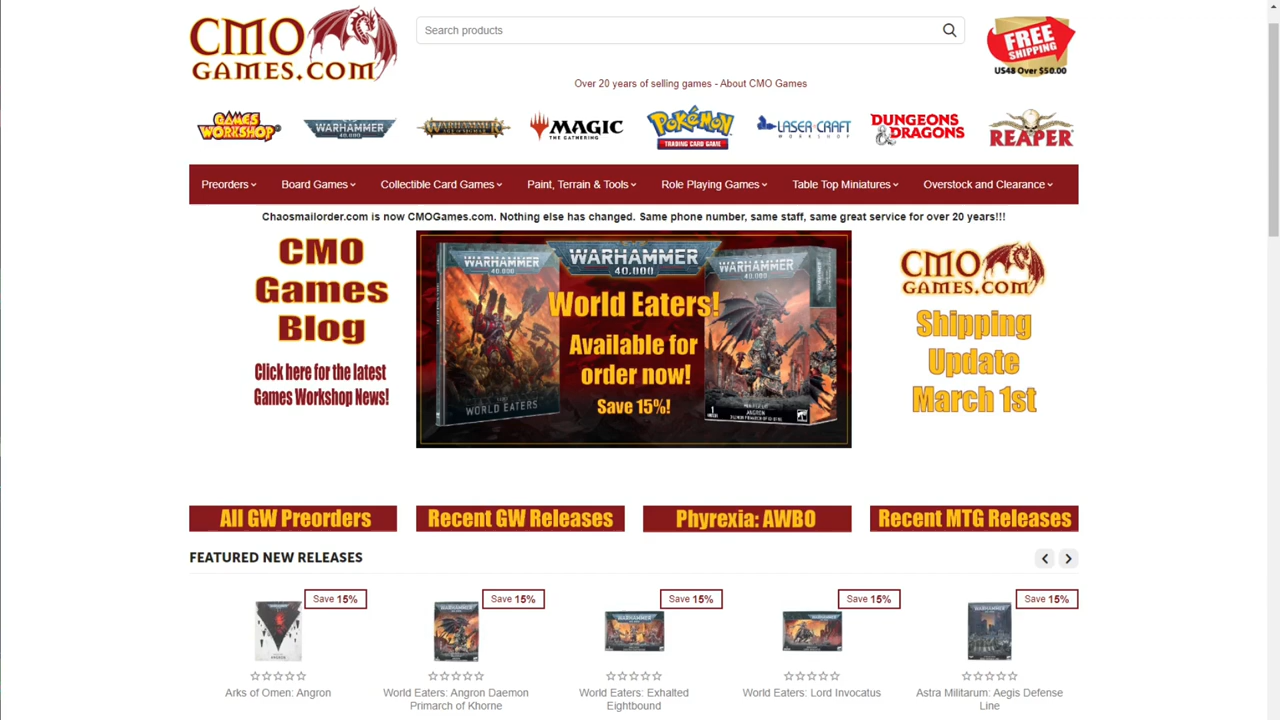 CMO
GAMES.COM
Search products
FREE
SHIPPING
US48 Over $50.00
Over 20 years of selling games - About CMO Games
GAMES
WORKSHOP
WARHAMMER
40,000
WARHAMMER
AGE OF SIGMAR
MAGIC
THE GATHERING
POKéMON
TRADING CARD GAME
LASER CRAFT
WORKSHOP
DUNGEONS
& DRAGONS
REAPER
Preorders
Board Games
Collectible Card Games
Paint, Terrain & Tools
Role Playing Games
Table Top Miniatures
Overstock and Clearance
Chaosmailorder.com is now CMOGames.com. Nothing else has changed. Same phone number, same staff, same great service for over 20 years!!!
CMO
Games
Blog
Click here for the latest
Games Workshop News!
WARHAMMER
40,000
WORLD EATERS
WARHAMMER
40,000
World Eaters!
Available for
order now!
Save 15%!
WARHAMMER
40,000
ANGRON
CMO
GAMES.COM
Shipping
Update
March 1st
All GW Preorders
Recent GW Releases
Phyrexia: AWBO
Recent MTG Releases
FEATURED NEW RELEASES
Save 15%
Save 15%
Save 15%
Save 15%
Save 15%
Arks of Omen: Angron
World Eaters: Angron Daemon
Primarch of Khorne
World Eaters: Exhalted
Eightbound
World Eaters: Lord Invocatus
Astra Militarum: Aegis Defense
Line